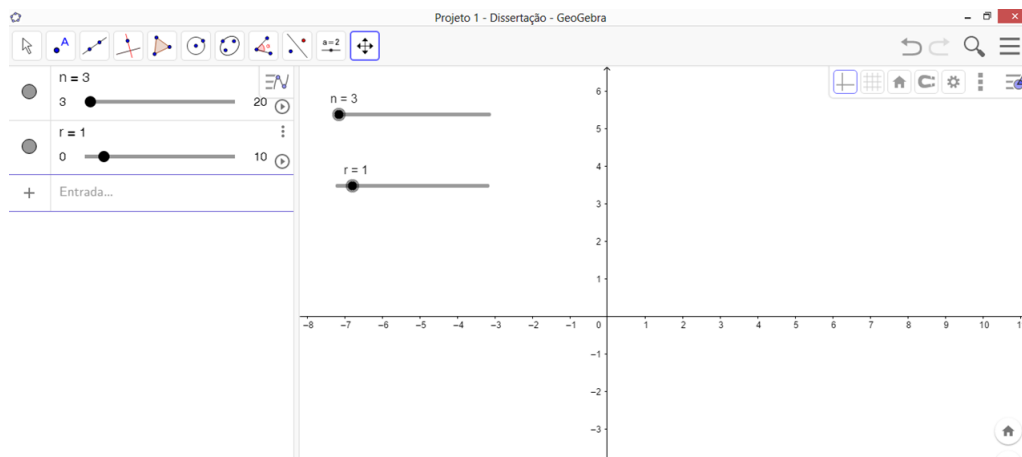 Projeto 1 - Dissertação - GeoGebra
A
a=2
n = 3
3 20
r = 1
0 10
+ Entrada...
n = 3
r = 1
6
5
4
3
2
1
−8 −7 −6 −5 −4 −3 −2 −1 0 1 2 3 4 5 6 7 8 9 10 1
−1
−2
−3